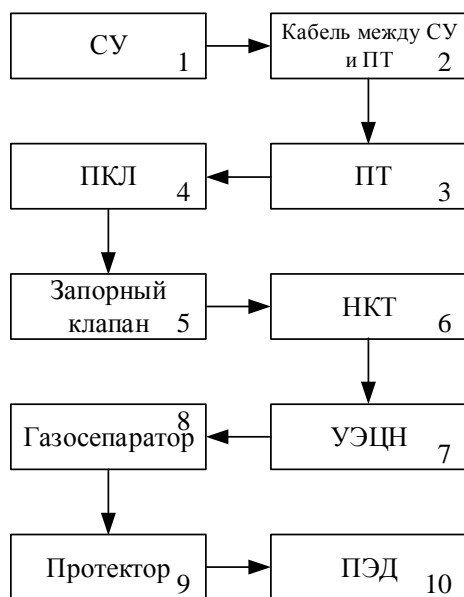 СУ
1
Кабель между СУ
и ПТ
2
ПКЛ
4
ПТ
3
Запорный
клапан
5
НКТ
6
8
Газосепаратор
УЭЦН
7
Протектор
9
ПЭД
10